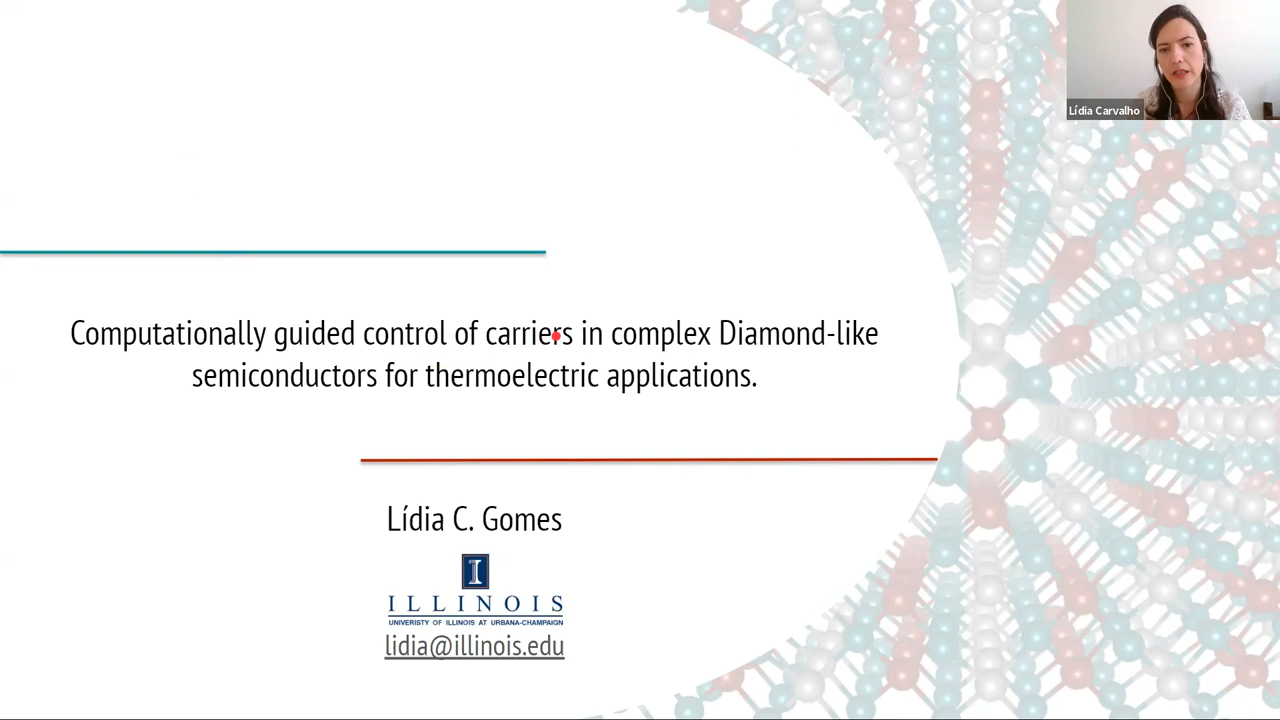 Lídia Carvalho
Computationally guided control of carriers in complex Diamond-like
semiconductors for thermoelectric applications.
Lídia C. Gomes
I
ILLINOIS
UNIVERISTY OF ILLINOIS AT URBANA-CHAMPAIGN
lidia@illinois.edu